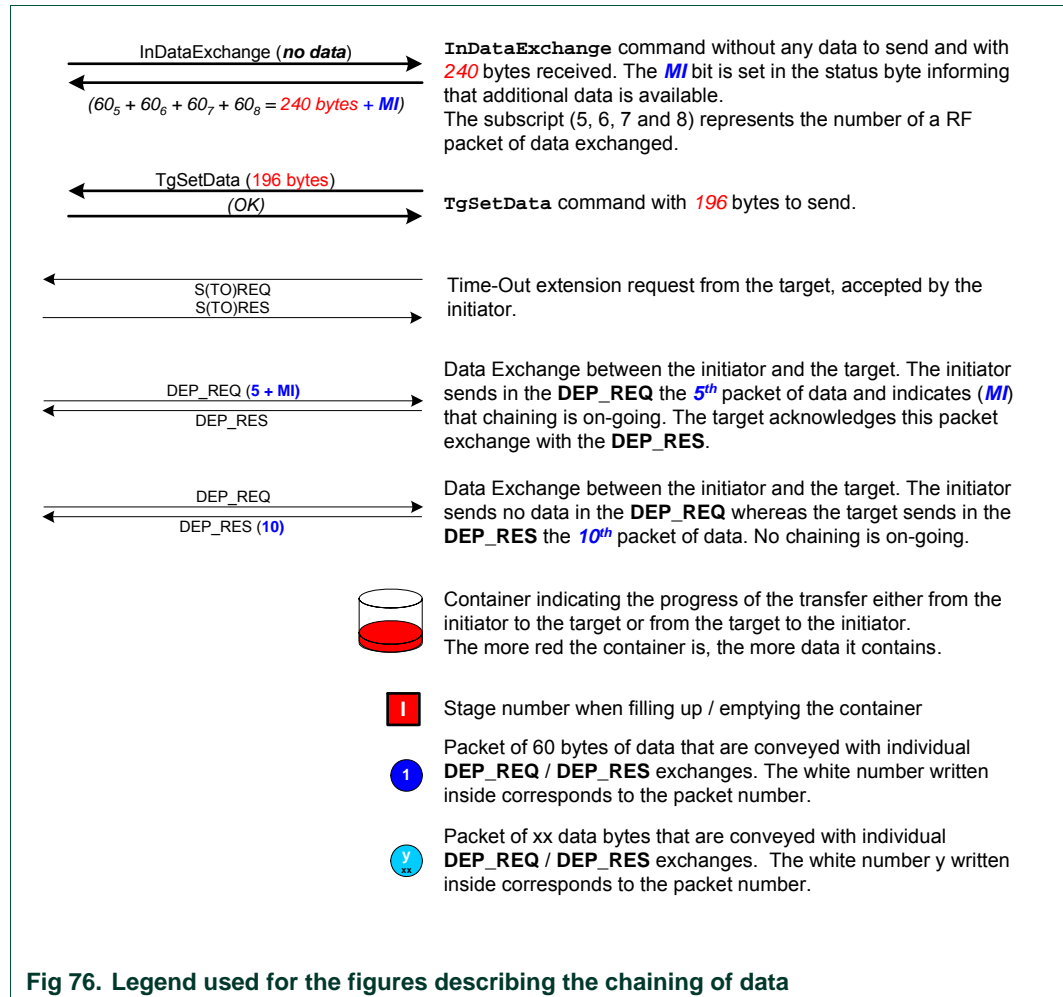 InDataExchange (no data)
(60₅ + 60₆ + 60₇ + 60₈ = 240 bytes + MI)
InDataExchange command without any data to send and with
240 bytes received. The MI bit is set in the status byte informing
that additional data is available.
The subscript (5, 6, 7 and 8) represents the number of a RF
packet of data exchanged.
TgSetData (196 bytes)
(OK)
TgSetData command with 196 bytes to send.
S(TO)REQ
S(TO)RES
Time-Out extension request from the target, accepted by the
initiator.
DEP_REQ (5 + MI)
DEP_RES
Data Exchange between the initiator and the target. The initiator
sends in the DEP_REQ the 5th packet of data and indicates (MI)
that chaining is on-going. The target acknowledges this packet
exchange with the DEP_RES.
DEP_REQ
DEP_RES (10)
Data Exchange between the initiator and the target. The initiator
sends no data in the DEP_REQ whereas the target sends in the
DEP_RES the 10th packet of data. No chaining is on-going.
Container indicating the progress of the transfer either from the
initiator to the target or from the target to the initiator.
The more red the container is, the more data it contains.
I
Stage number when filling up / emptying the container
1
Packet of 60 bytes of data that are conveyed with individual
DEP_REQ / DEP_RES exchanges. The white number written
inside corresponds to the packet number.
y
xx
Packet of xx data bytes that are conveyed with individual
DEP_REQ / DEP_RES exchanges. The white number y written
inside corresponds to the packet number.
Fig 76. Legend used for the figures describing the chaining of data